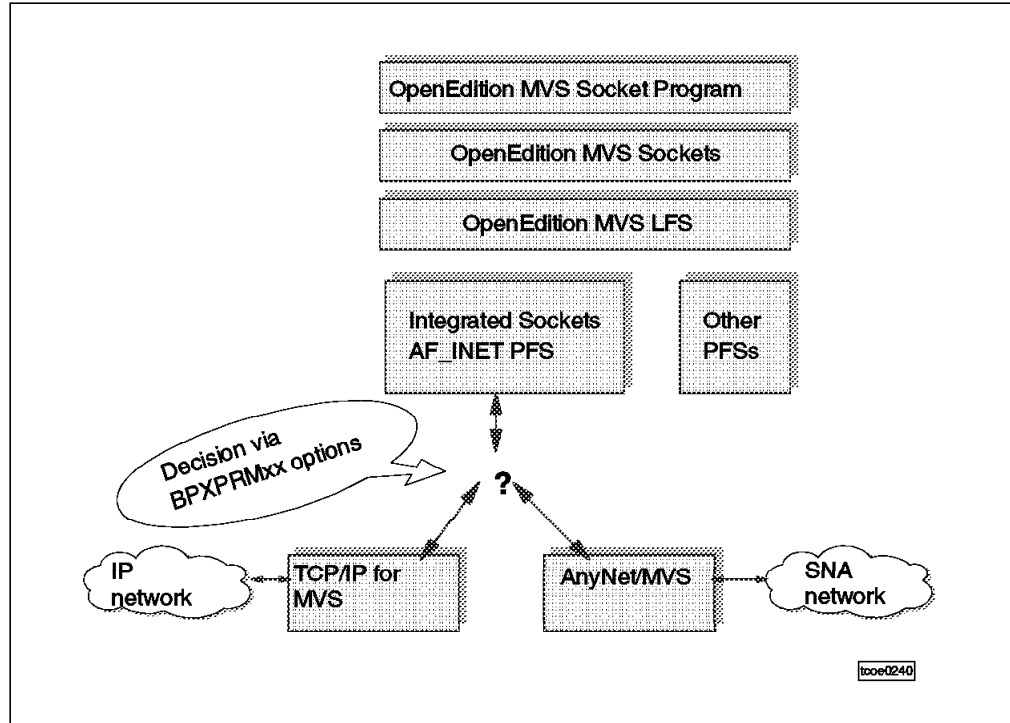 OpenEdition MVS Socket Program
OpenEdition MVS Sockets
OpenEdition MVS LFS
Integrated Sockets
AF_INET PFS
Other
PFSs
Decision via
BPXPRMxx options
?
IP
network
TCP/IP for
MVS
AnyNet/MVS
SNA
network
tcoe0240